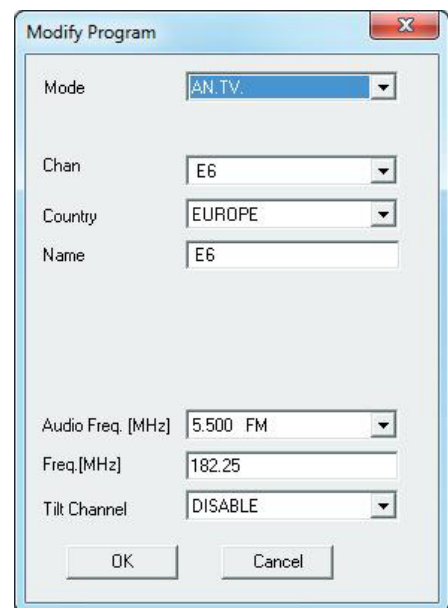 Modify Program
Mode AN.TV.
Chan E6
Country EUROPE
Name E6
Audio Freq. [MHz] 5.500 FM
Freq.[MHz] 182.25
Tilt Channel DISABLE
OK Cancel